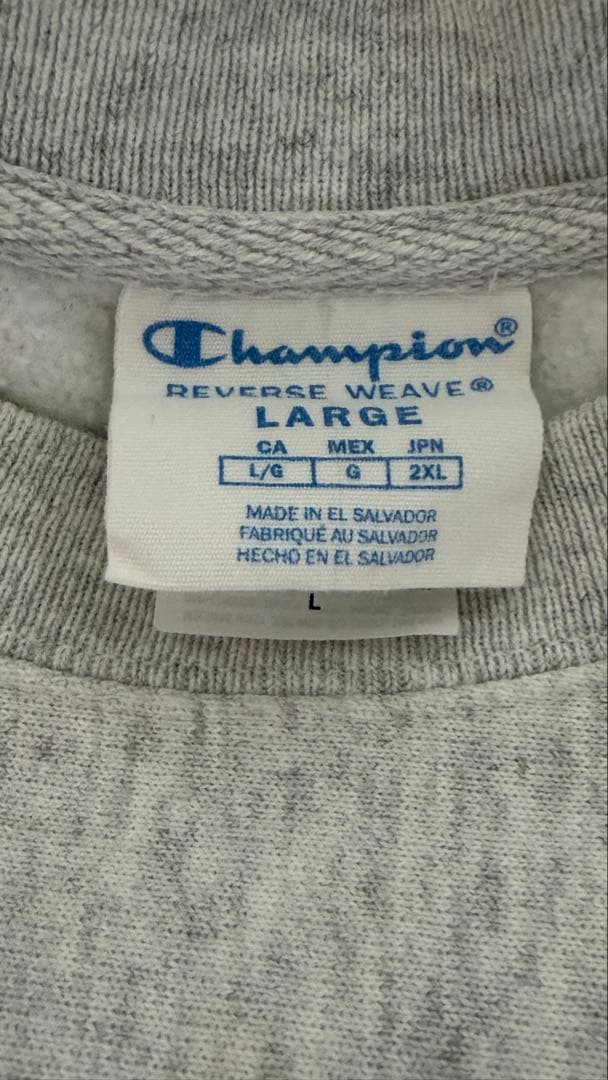 Champion®
REVERSE WEAVE®
LARGE
CA MEX JPN
L/G G 2XL
MADE IN EL SALVADOR
FABRIQUÉ AU SALVADOR
HECHO EN EL SALVADOR
L